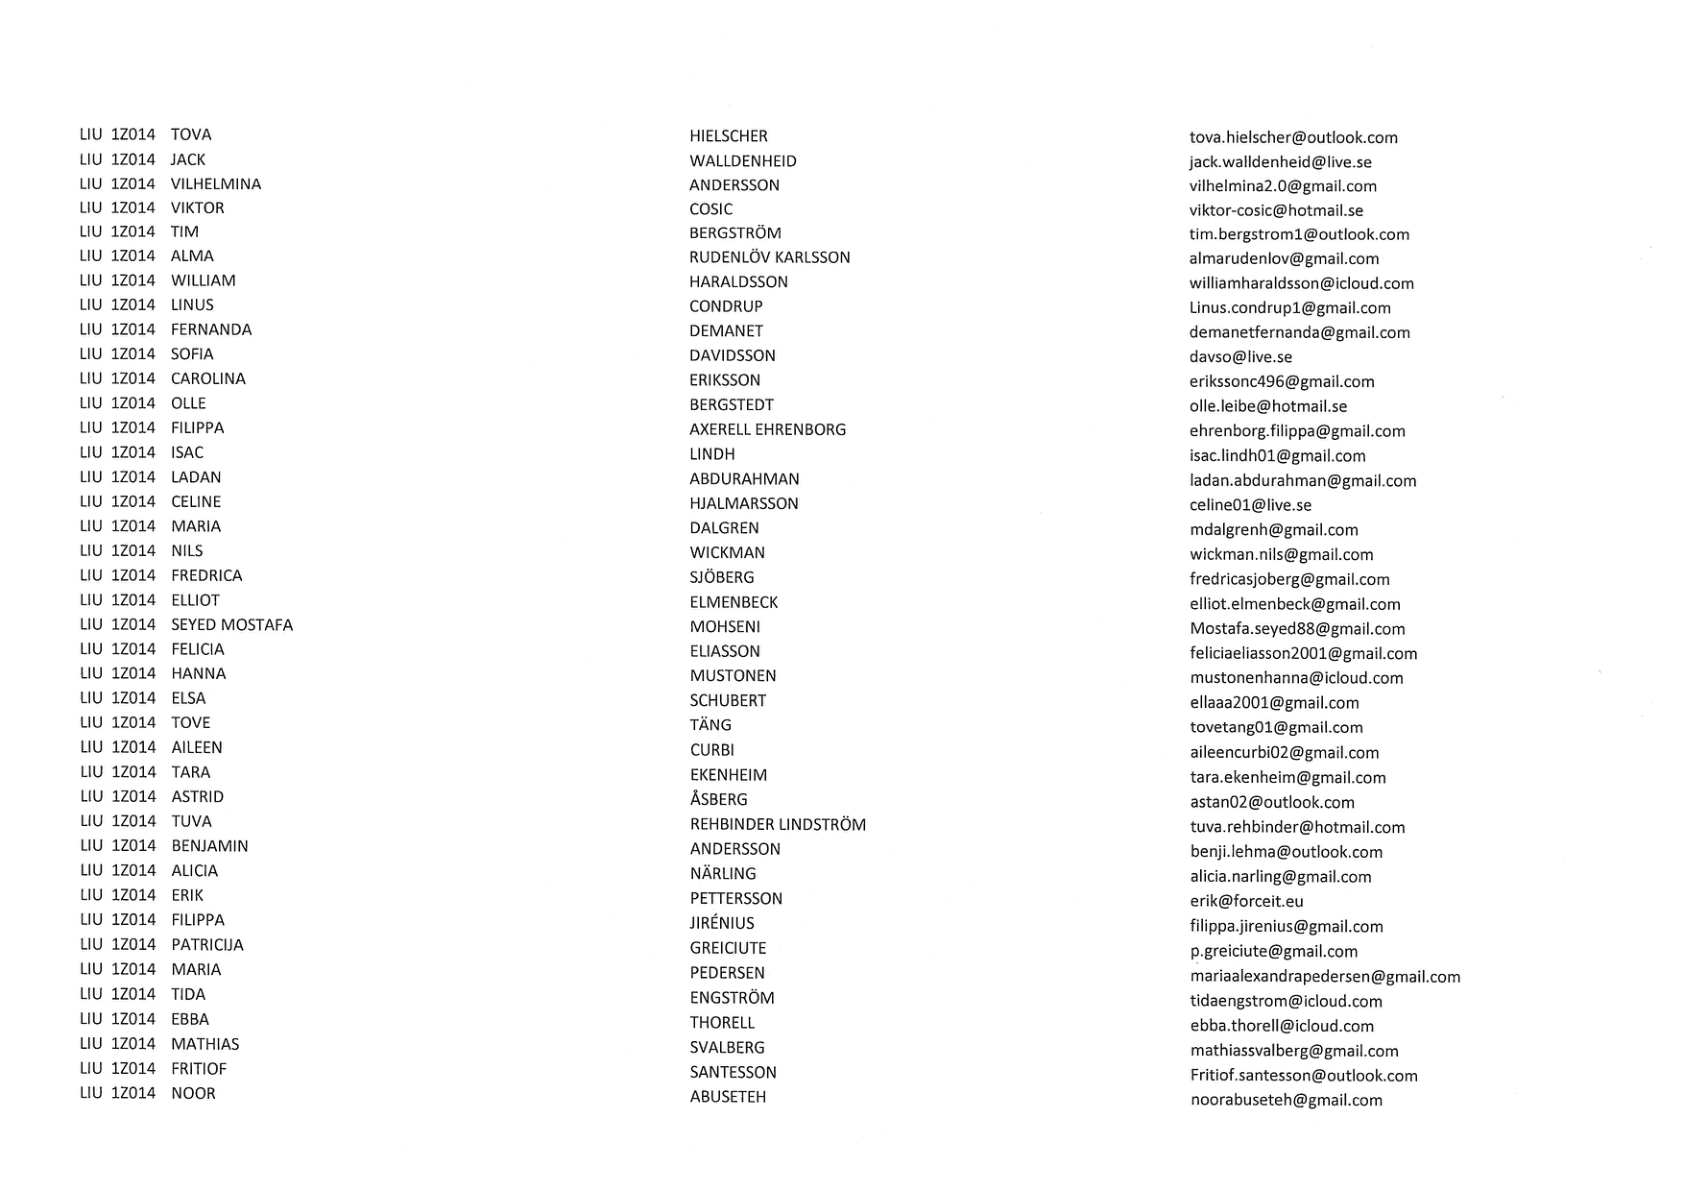 LIU 1Z014 TOVA HIELSCHER tova.hielscher@outlook.com
LIU 1Z014 JACK WALLDENHEID jack.walldenheid@live.se
LIU 1Z014 VILHELMINA ANDERSSON vilhelmina2.0@gmail.com
LIU 1Z014 VIKTOR COSIC viktor-cosic@hotmail.se
LIU 1Z014 TIM BERGSTRÖM tim.bergstrom1@outlook.com
LIU 1Z014 ALMA RUDENLÖV KARLSSON almarudenlov@gmail.com
LIU 1Z014 WILLIAM HARALDSSON williamharaldsson@icloud.com
LIU 1Z014 LINUS CONDRUP Linus.condrup1@gmail.com
LIU 1Z014 FERNANDA DEMANET demanetfernanda@gmail.com
LIU 1Z014 SOFIA DAVIDSSON davso@live.se
LIU 1Z014 CAROLINA ERIKSSON erikssonc496@gmail.com
LIU 1Z014 OLLE BERGSTEDT olle.leibe@hotmail.se
LIU 1Z014 FILIPPA AXERELL EHRENBORG ehrenborg.filippa@gmail.com
LIU 1Z014 ISAC LINDH isac.lindh01@gmail.com
LIU 1Z014 LADAN ABDURAHMAN ladan.abdurahman@gmail.com
LIU 1Z014 CELINE HJALMARSSON celine01@live.se
LIU 1Z014 MARIA DALGREN mdalgrenh@gmail.com
LIU 1Z014 NILS WICKMAN wickman.nils@gmail.com
LIU 1Z014 FREDRICA SJÖBERG fredricasjoberg@gmail.com
LIU 1Z014 ELLIOT ELMENBECK elliot.elmenbeck@gmail.com
LIU 1Z014 SEYED MOSTAFA MOHSENI Mostafa.seyed88@gmail.com
LIU 1Z014 FELICIA ELIASSON feliciaeliasson2001@gmail.com
LIU 1Z014 HANNA MUSTONEN mustonenhanna@icloud.com
LIU 1Z014 ELSA SCHUBERT ellaaa2001@gmail.com
LIU 1Z014 TOVE TÄNG tovetang01@gmail.com
LIU 1Z014 AILEEN CURBI aileencurbi02@gmail.com
LIU 1Z014 TARA EKENHEIM tara.ekenheim@gmail.com
LIU 1Z014 ASTRID ÅSBERG astan02@outlook.com
LIU 1Z014 TUVA REHBINDER LINDSTRÖM tuva.rehbinder@hotmail.com
LIU 1Z014 BENJAMIN ANDERSSON benji.lehma@outlook.com
LIU 1Z014 ALICIA NÄRLING alicia.narling@gmail.com
LIU 1Z014 ERIK PETTERSSON erik@forceit.eu
LIU 1Z014 FILIPPA JIRÉNIUS filippa.jirenius@gmail.com
LIU 1Z014 PATRICIJA GREICIUTE p.greiciute@gmail.com
LIU 1Z014 MARIA PEDERSEN mariaalexandrapedersen@gmail.com
LIU 1Z014 TIDA ENGSTRÖM tidaengstrom@icloud.com
LIU 1Z014 EBBA THORELL ebba.thorell@icloud.com
LIU 1Z014 MATHIAS SVALBERG mathiassvalberg@gmail.com
LIU 1Z014 FRITIOF SANTESSON Fritiof.santesson@outlook.com
LIU 1Z014 NOOR ABUSETEH noorabuseteh@gmail.com